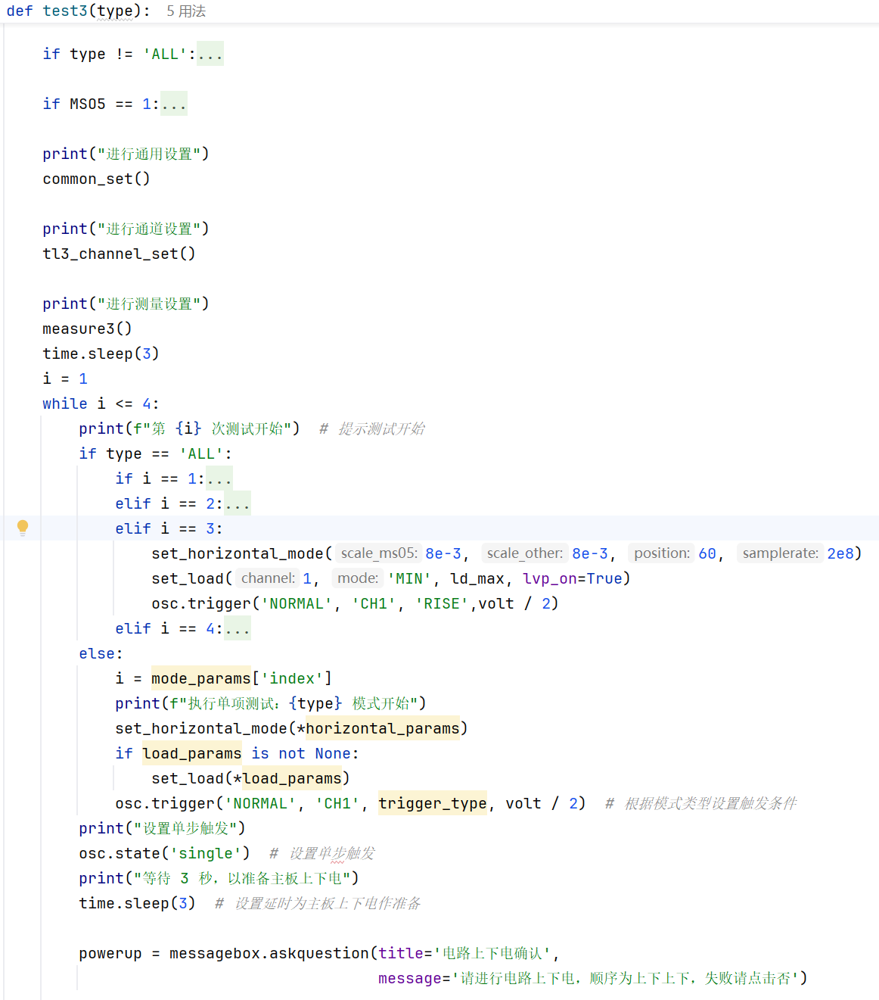 def test3(type):  5 用法
    if type != 'ALL':...
    if MSO5 == 1:...
    print("进行通用设置")
    common_set()
    print("进行通道设置")
    tl3_channel_set()
    print("进行测量设置")
    measure3()
    time.sleep(3)
    i = 1
    while i <= 4:
        print(f"第 {i} 次测试开始")  # 提示测试开始
        if type == 'ALL':
            if i == 1:...
            elif i == 2:...
            elif i == 3:
                set_horizontal_mode( scale_ms05: 8e-3,  scale_other: 8e-3,  position: 60,  samplerate: 2e8)
                set_load( channel: 1,  mode: 'MIN', ld_max, lvp_on=True)
                osc.trigger('NORMAL', 'CH1', 'RISE',volt / 2)
            elif i == 4:...
        else:
            i = mode_params['index']
            print(f"执行单项测试: {type} 模式开始")
            set_horizontal_mode(*horizontal_params)
            if load_params is not None:
                set_load(*load_params)
            osc.trigger('NORMAL', 'CH1', trigger_type, volt / 2)  # 根据模式类型设置触发条件
        print("设置单步触发")
        osc.state('single')  # 设置单步触发
        print("等待 3 秒，以准备主板上下电")
        time.sleep(3)  # 设置延时为主板上下电作准备
        powerup = messagebox.askquestion(title='电路上下电确认',
                                         message='请进行电路上下电，顺序为上下上下，失败请点击否')